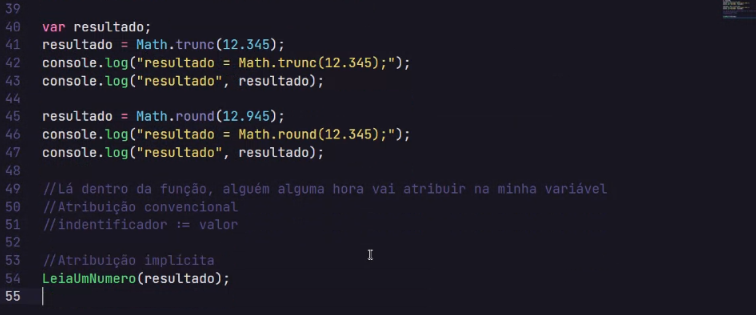 39
40 var resultado;
41 resultado = Math.trunc(12.345);
42 console.log("resultado = Math.trunc(12.345);");
43 console.log("resultado", resultado);
44
45 resultado = Math.round(12.945);
46 console.log("resultado = Math.round(12.345);");
47 console.log("resultado", resultado);
48
49 //Lá dentro da função, alguém alguma hora vai atribuir na minha variável
50 //Atribuição convencional
51 //indentificador := valor
52
53 //Atribuição implicita
54 LeiaUmNumero(resultado);
55